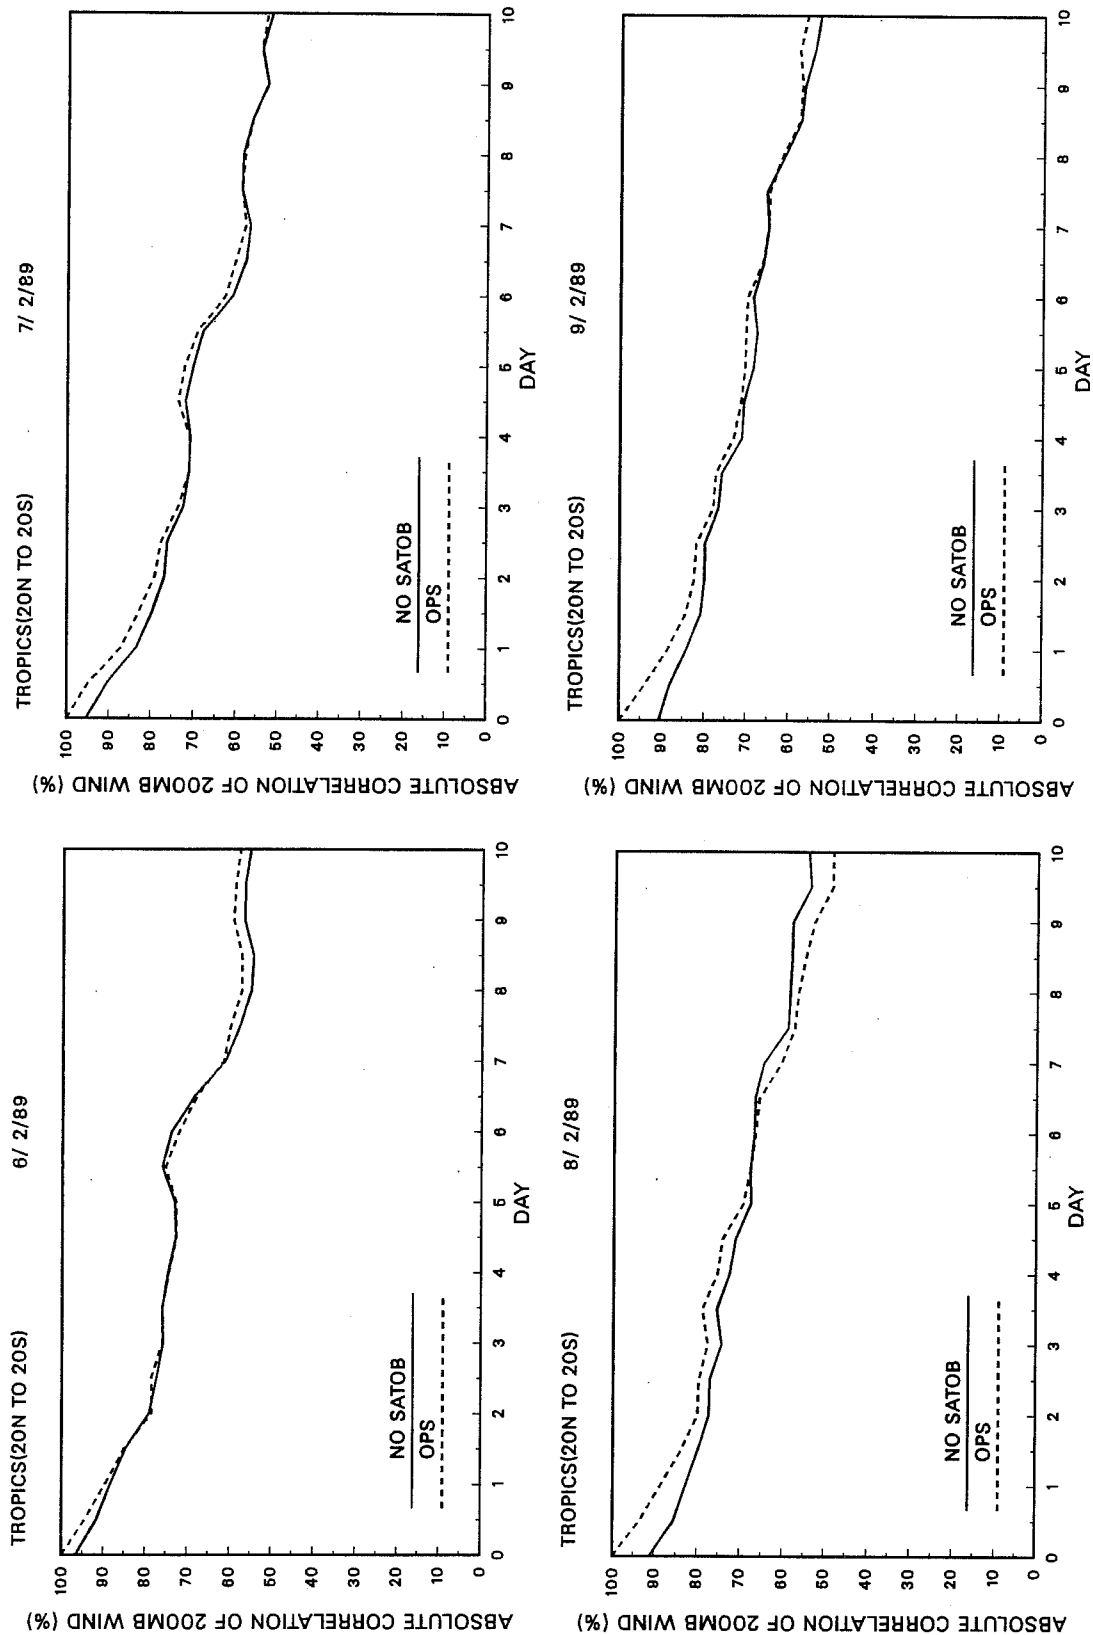 TROPICS(20N TO 20S) 6/ 2/89
ABSOLUTE CORRELATION OF 200MB WIND (%)
100
90
80
70
60
50
40
30
20
10
0
NO SATOB
OPS
0 1 2 3 4 5 6 7 8 9 10
DAY
TROPICS(20N TO 20S) 7/ 2/89
ABSOLUTE CORRELATION OF 200MB WIND (%)
100
90
80
70
60
50
40
30
20
10
0
NO SATOB
OPS
0 1 2 3 4 5 6 7 8 9 10
DAY
TROPICS(20N TO 20S) 8/ 2/89
ABSOLUTE CORRELATION OF 200MB WIND (%)
100
90
80
70
60
50
40
30
20
10
0
NO SATOB
OPS
0 1 2 3 4 5 6 7 8 9 10
DAY
TROPICS(20N TO 20S) 9/ 2/89
ABSOLUTE CORRELATION OF 200MB WIND (%)
100
90
80
70
60
50
40
30
20
10
0
NO SATOB
OPS
0 1 2 3 4 5 6 7 8 9 10
DAY